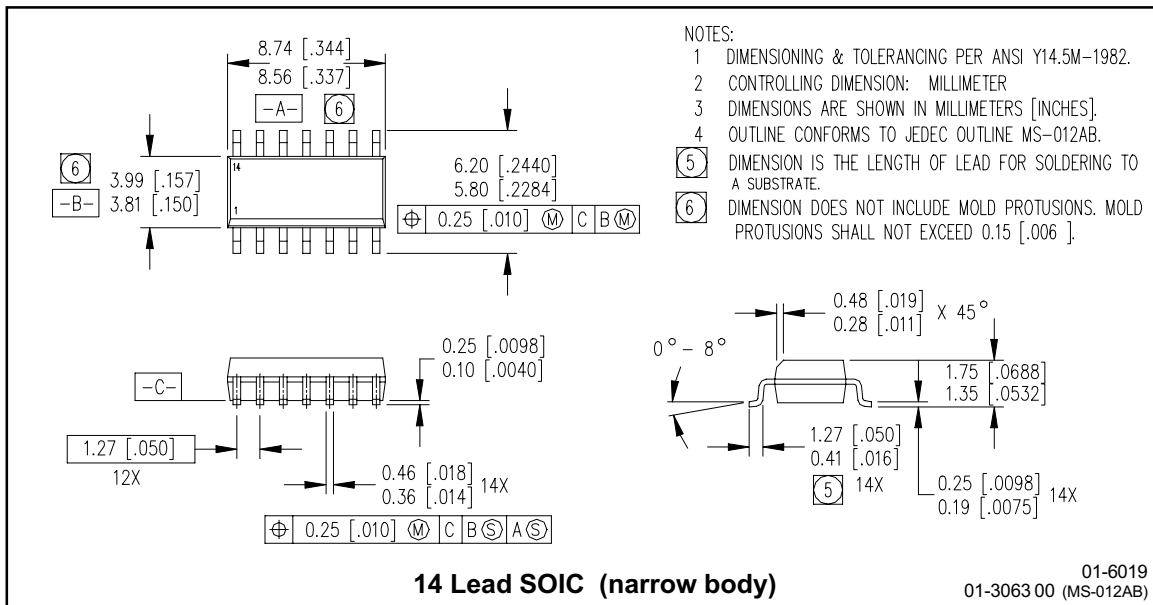 8.74 [.344]
8.56 [.337]
-A- 6
6
3.99 [.157]
3.81 [.150]
-B-
14
1
6.20 [.2440]
5.80 [.2284]
⌖ 0.25 [.010] Ⓜ C B Ⓜ
NOTES:
1 DIMENSIONING & TOLERANCING PER ANSI Y14.5M-1982.
2 CONTROLLING DIMENSION: MILLIMETER
3 DIMENSIONS ARE SHOWN IN MILLIMETERS [INCHES].
4 OUTLINE CONFORMS TO JEDEC OUTLINE MS-012AB.
5 DIMENSION IS THE LENGTH OF LEAD FOR SOLDERING TO
A SUBSTRATE.
6 DIMENSION DOES NOT INCLUDE MOLD PROTUSIONS. MOLD
PROTUSIONS SHALL NOT EXCEED 0.15 [.006 ].
-C-
0.25 [.0098]
0.10 [.0040]
1.27 [.050]
12X
0.46 [.018]
0.36 [.014] 14X
⌖ 0.25 [.010] Ⓜ C B Ⓢ A Ⓢ
0.48 [.019]
0.28 [.011] X 45°
0° - 8°
1.75 [.0688]
1.35 [.0532]
1.27 [.050]
0.41 [.016]
5 14X
0.25 [.0098]
0.19 [.0075] 14X
14 Lead SOIC (narrow body)
01-6019
01-3063 00 (MS-012AB)